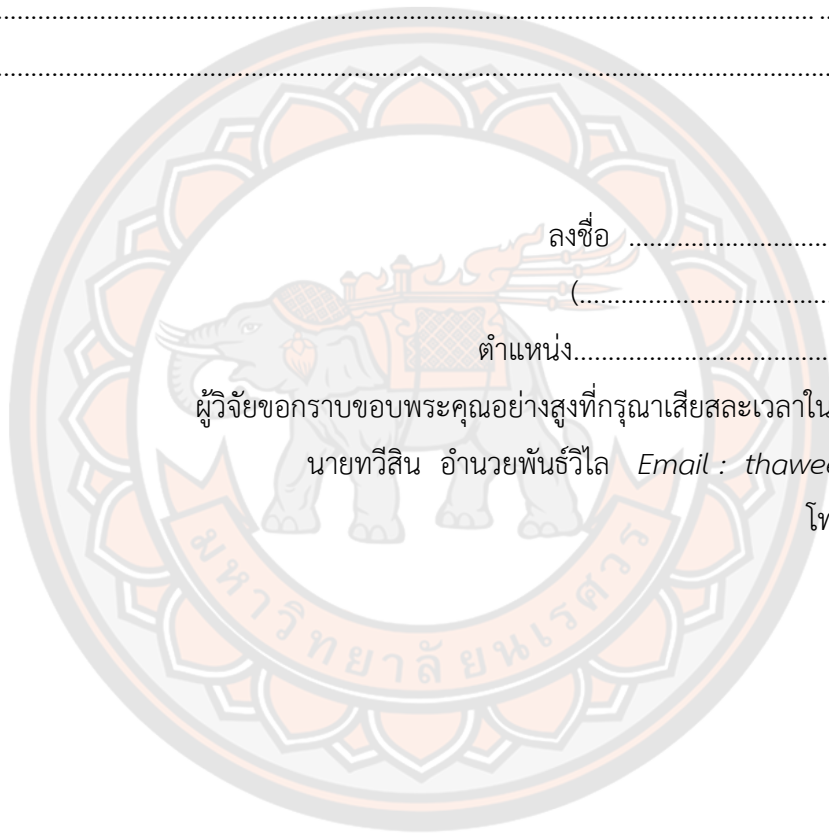 ....................................................................................................................................
....................................................................................................................................
ลงชื่อ ..............................
(....................................
ตำแหน่ง.....................................
ผู้วิจัยขอกราบขอบพระคุณอย่างสูงที่กรุณาเสียสละเวลาใน
นายทวีสิน อำนวยพันธ์วิไล Email : thawee
มหาวิทยาลัยนเรศวร